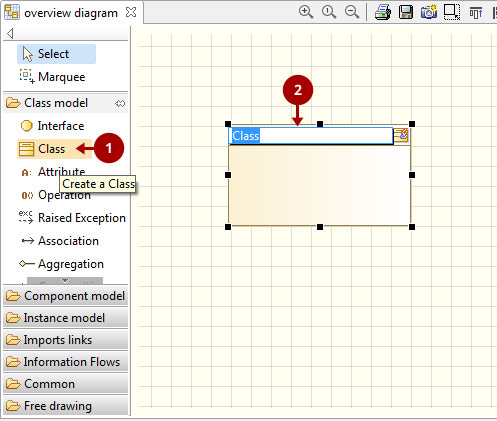 overview diagram
Select
Marquee
Class model
Interface
Class
1
2
Class
Attribute
Create a Class
Operation
Raised Exception
Association
Aggregation
Component model
Instance model
Imports links
Information Flows
Common
Free drawing